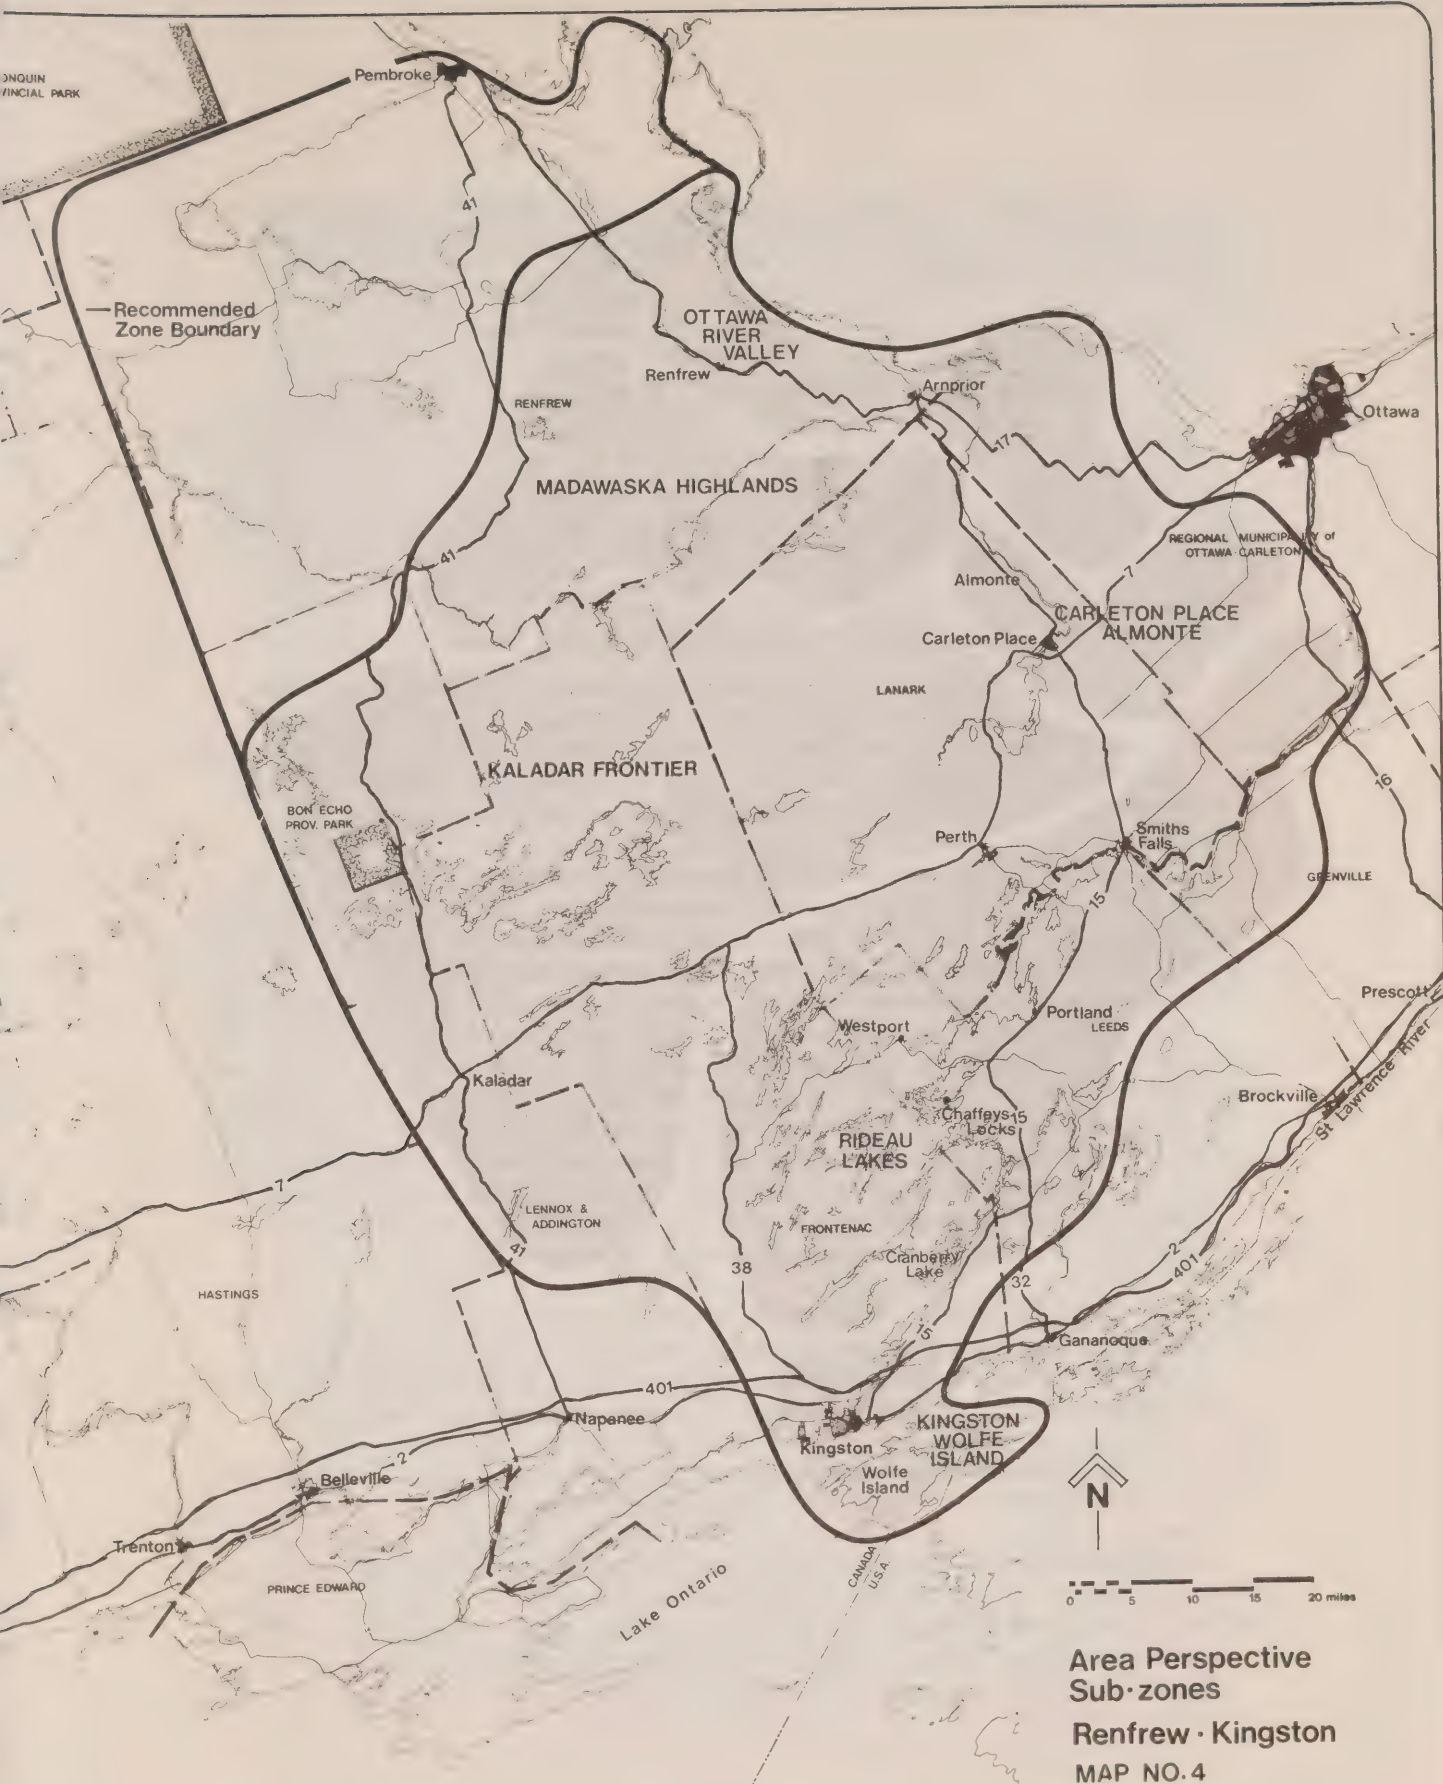 ONQUIN
VINCIAL PARK
Pembroke
41
Recommended
Zone Boundary
OTTAWA
RIVER
VALLEY
Renfrew
RENFREW
Arnprior
Ottawa
17
2
MADAWASKA HIGHLANDS
41
REGIONAL MUNICIPALITY of
OTTAWA-CARLETON
7
Almonte
CARLETON PLACE
ALMONTE
Carleton Place
LANARK
KALADAR FRONTIER
16
BON ECHO
PROV. PARK
Perth
Smiths
Falls
GRENVILLE
15
Prescott
Portland
LEEDS
Westport
Kaladar
Brockville
St Lawrence River
Chaffeys
Locks
15
RIDEAU
LAKES
7
LENNOX &
ADDINGTON
FRONTENAC
41
Cranberry
Lake
38
32
2
401
HASTINGS
15
Gananoque
401
Napanee
Kingston
KINGSTON
WOLFE
ISLAND
Wolfe
Island
2
Belleville
N
Trenton
PRINCE EDWARD
Lake Ontario
CANADA
U.S.A.
0 5 10 15 20 miles
Area Perspective
Sub·zones
Renfrew · Kingston
MAP NO. 4